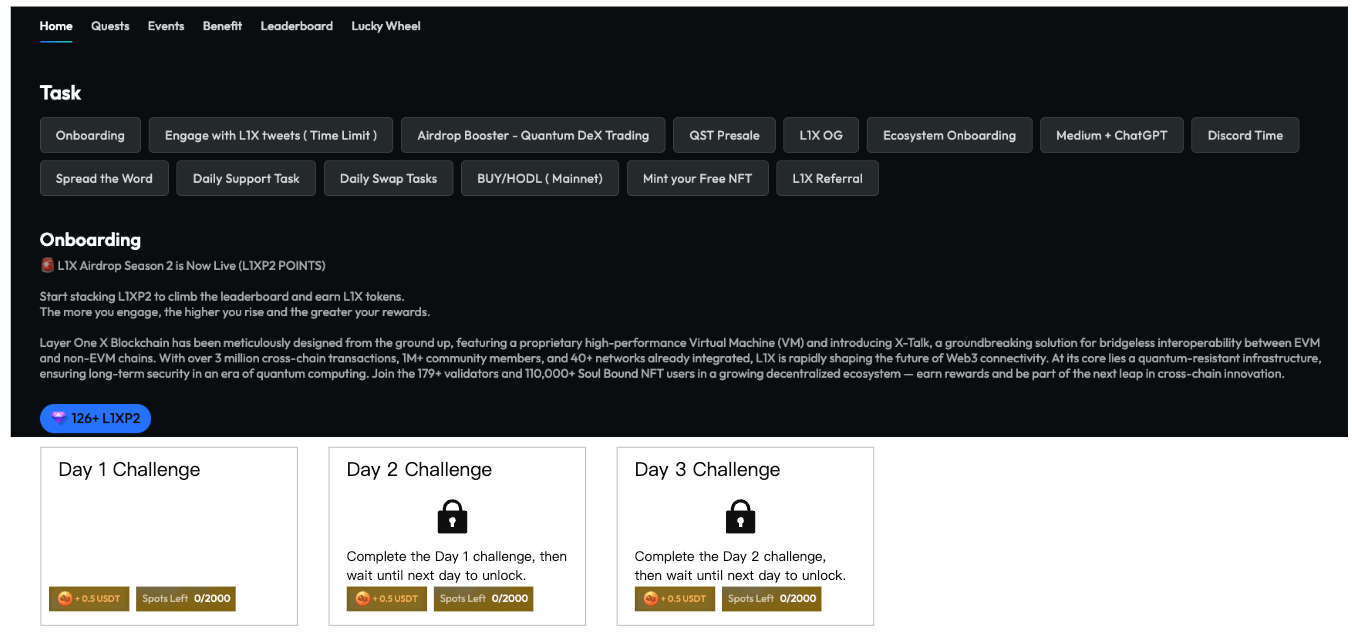 Home Quests Events Benefit Leaderboard Lucky Wheel
Task
Onboarding Engage with L1X tweets ( Time Limit ) Airdrop Booster - Quantum DeX Trading QST Presale L1X OG Ecosystem Onboarding Medium + ChatGPT Discord Time
Spread the Word Daily Support Task Daily Swap Tasks BUY/HODL ( Mainnet) Mint your Free NFT L1X Referral
Onboarding
🚨 L1X Airdrop Season 2 is Now Live (L1XP2 POINTS)
Start stacking L1XP2 to climb the leaderboard and earn L1X tokens.
The more you engage, the higher you rise and the greater your rewards.
Layer One X Blockchain has been meticulously designed from the ground up, featuring a proprietary high-performance Virtual Machine (VM) and introducing X-Talk, a groundbreaking solution for bridgeless interoperability between EVM
and non-EVM chains. With over 3 million cross-chain transactions, 1M+ community members, and 40+ networks already integrated, L1X is rapidly shaping the future of Web3 connectivity. At its core lies a quantum-resistant infrastructure,
ensuring long-term security in an era of quantum computing. Join the 179+ validators and 110,000+ Soul Bound NFT users in a growing decentralized ecosystem — earn rewards and be part of the next leap in cross-chain innovation.
126+ L1XP2
Day 1 Challenge
+ 0.5 USDT Spots Left 0/2000
Day 2 Challenge
Complete the Day 1 challenge, then
wait until next day to unlock.
+ 0.5 USDT Spots Left 0/2000
Day 3 Challenge
Complete the Day 2 challenge,
then wait until next day to unlock.
+ 0.5 USDT Spots Left 0/2000